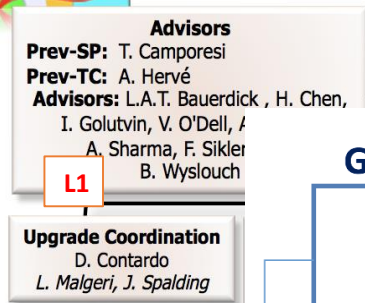 Advisors
Prev-SP: T. Camporesi
Prev-TC: A. Hervé
Advisors: L.A.T. Bauerdick , H. Chen,
I. Golutvin, V. O'Dell,
A. Sharma, F. Sikler
B. Wyslouch
L1
G
Upgrade Coordination
D. Contardo
L. Malgeri, J. Spalding